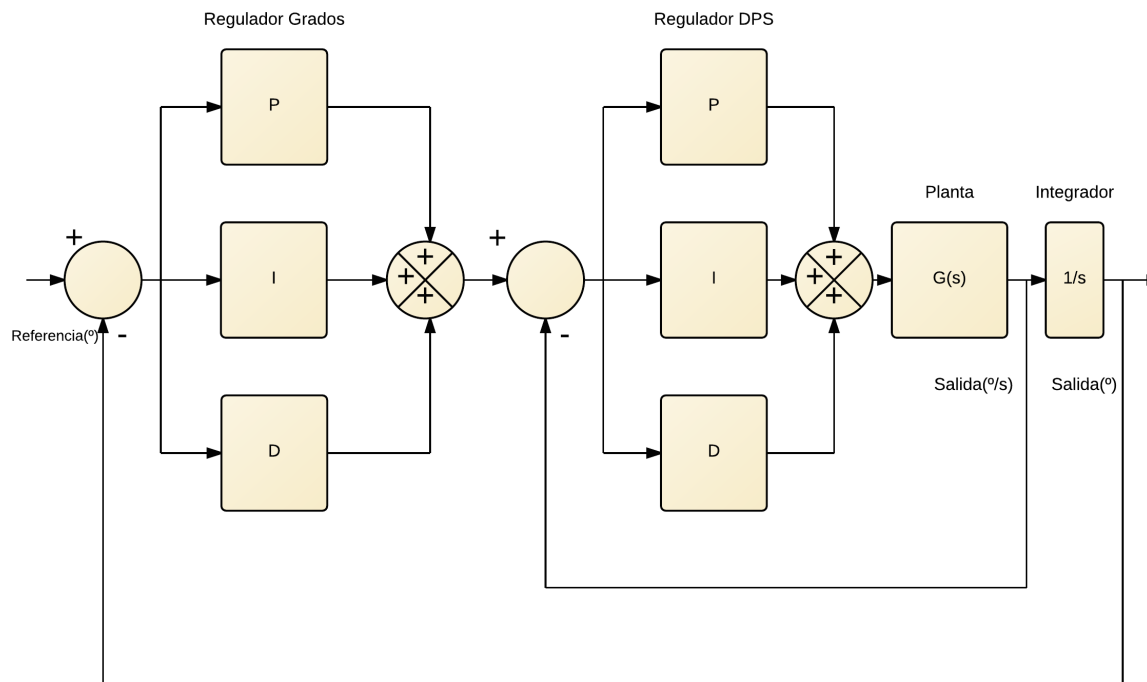 Regulador Grados
Regulador DPS
P
P
Planta
Integrador
+
+
+
+
I
+
I
+
G(s)
1/s
+
+
Referencia(º)
-
-
Salida(º/s)
Salida(º)
D
D